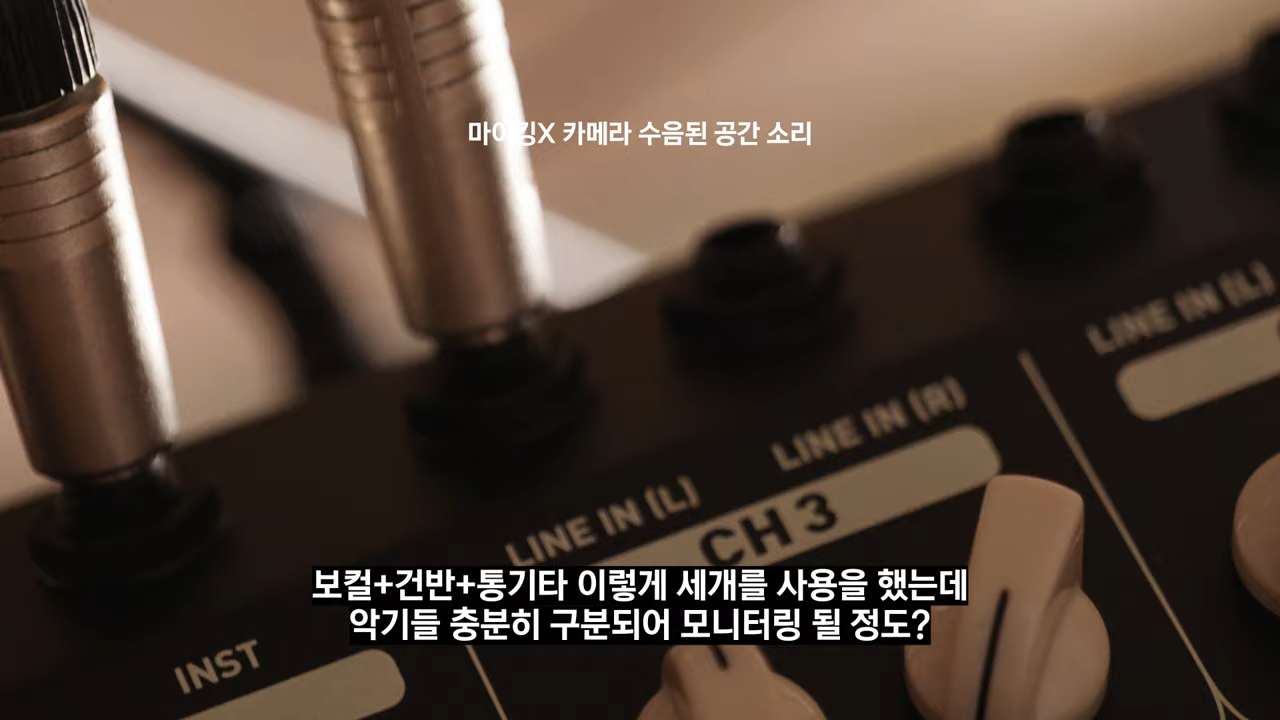 마이킹X 카메라 수음된 공간 소리
LINE IN (L)
LINE IN (R)
LINE IN (L)
CH 3
INST
보컬+건반+통기타 이렇게 세개를 사용을 했는데
악기들 충분히 구분되어 모니터링 될 정도?